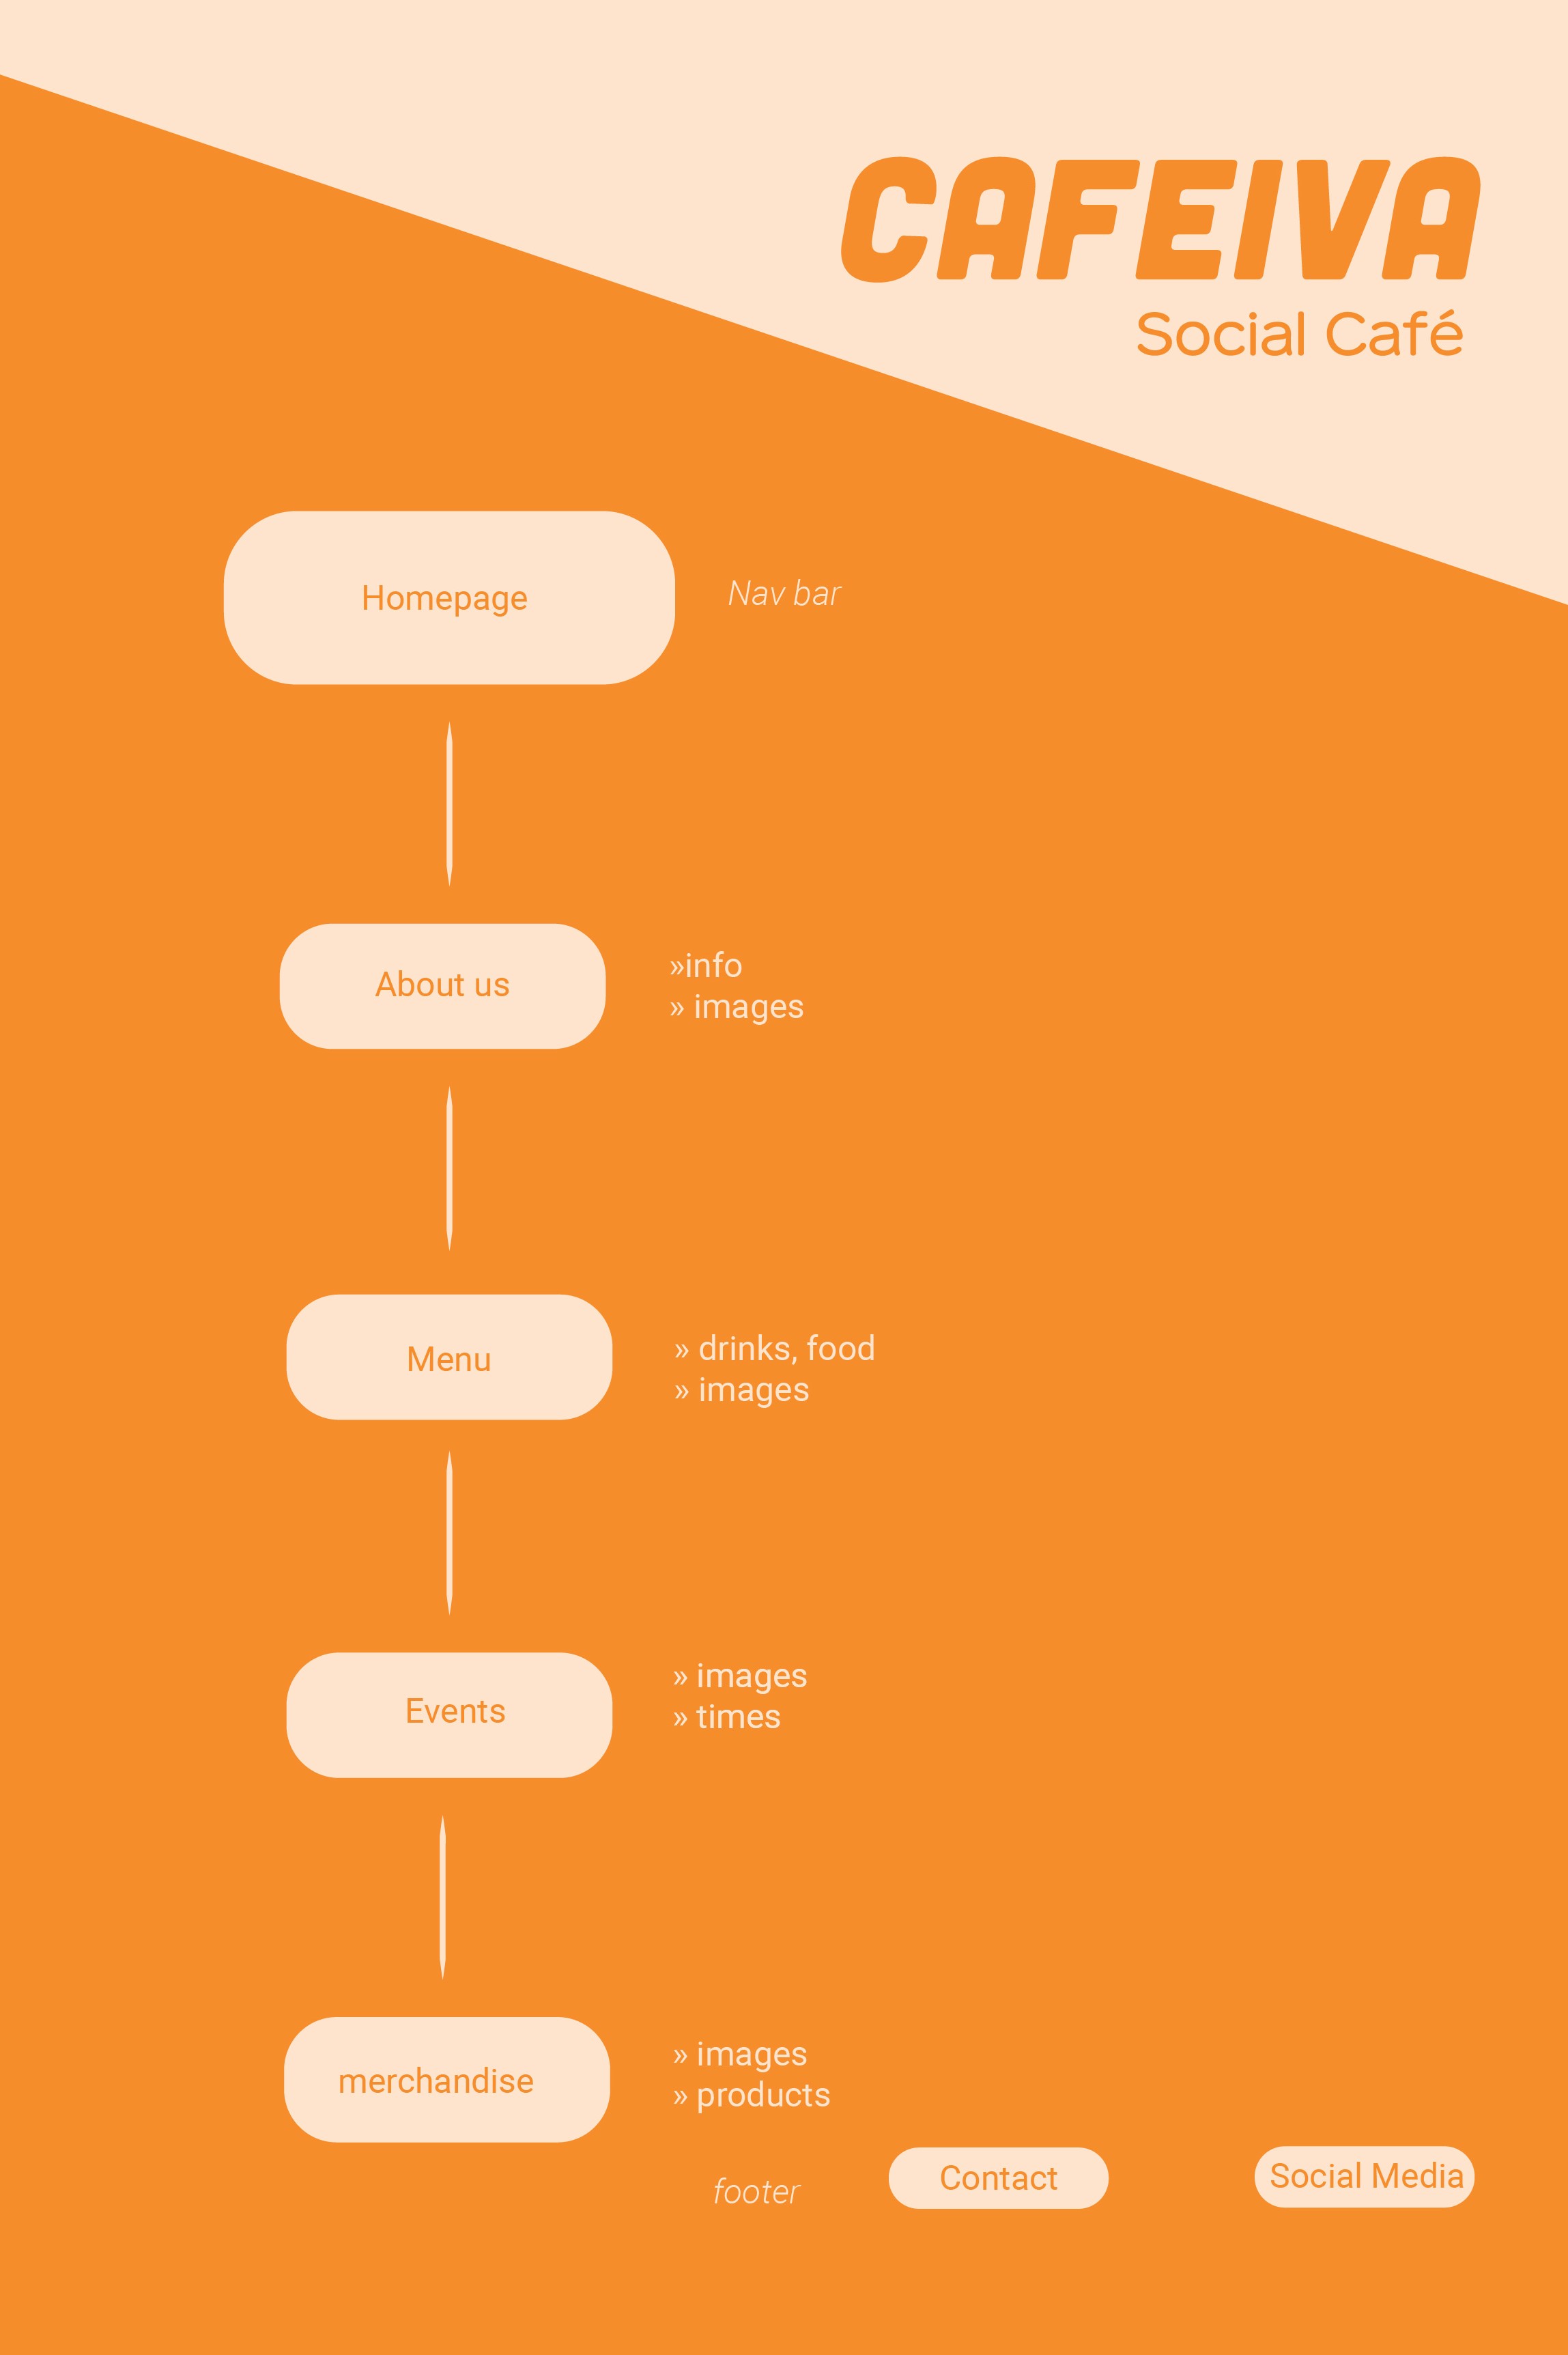 CAFEIVA
Social Café
Homepage
Nav bar
About us
»info
» images
Menu
» drinks, food
» images
Events
» images
» times
merchandise
» images
» products
footer
Contact
Social Media